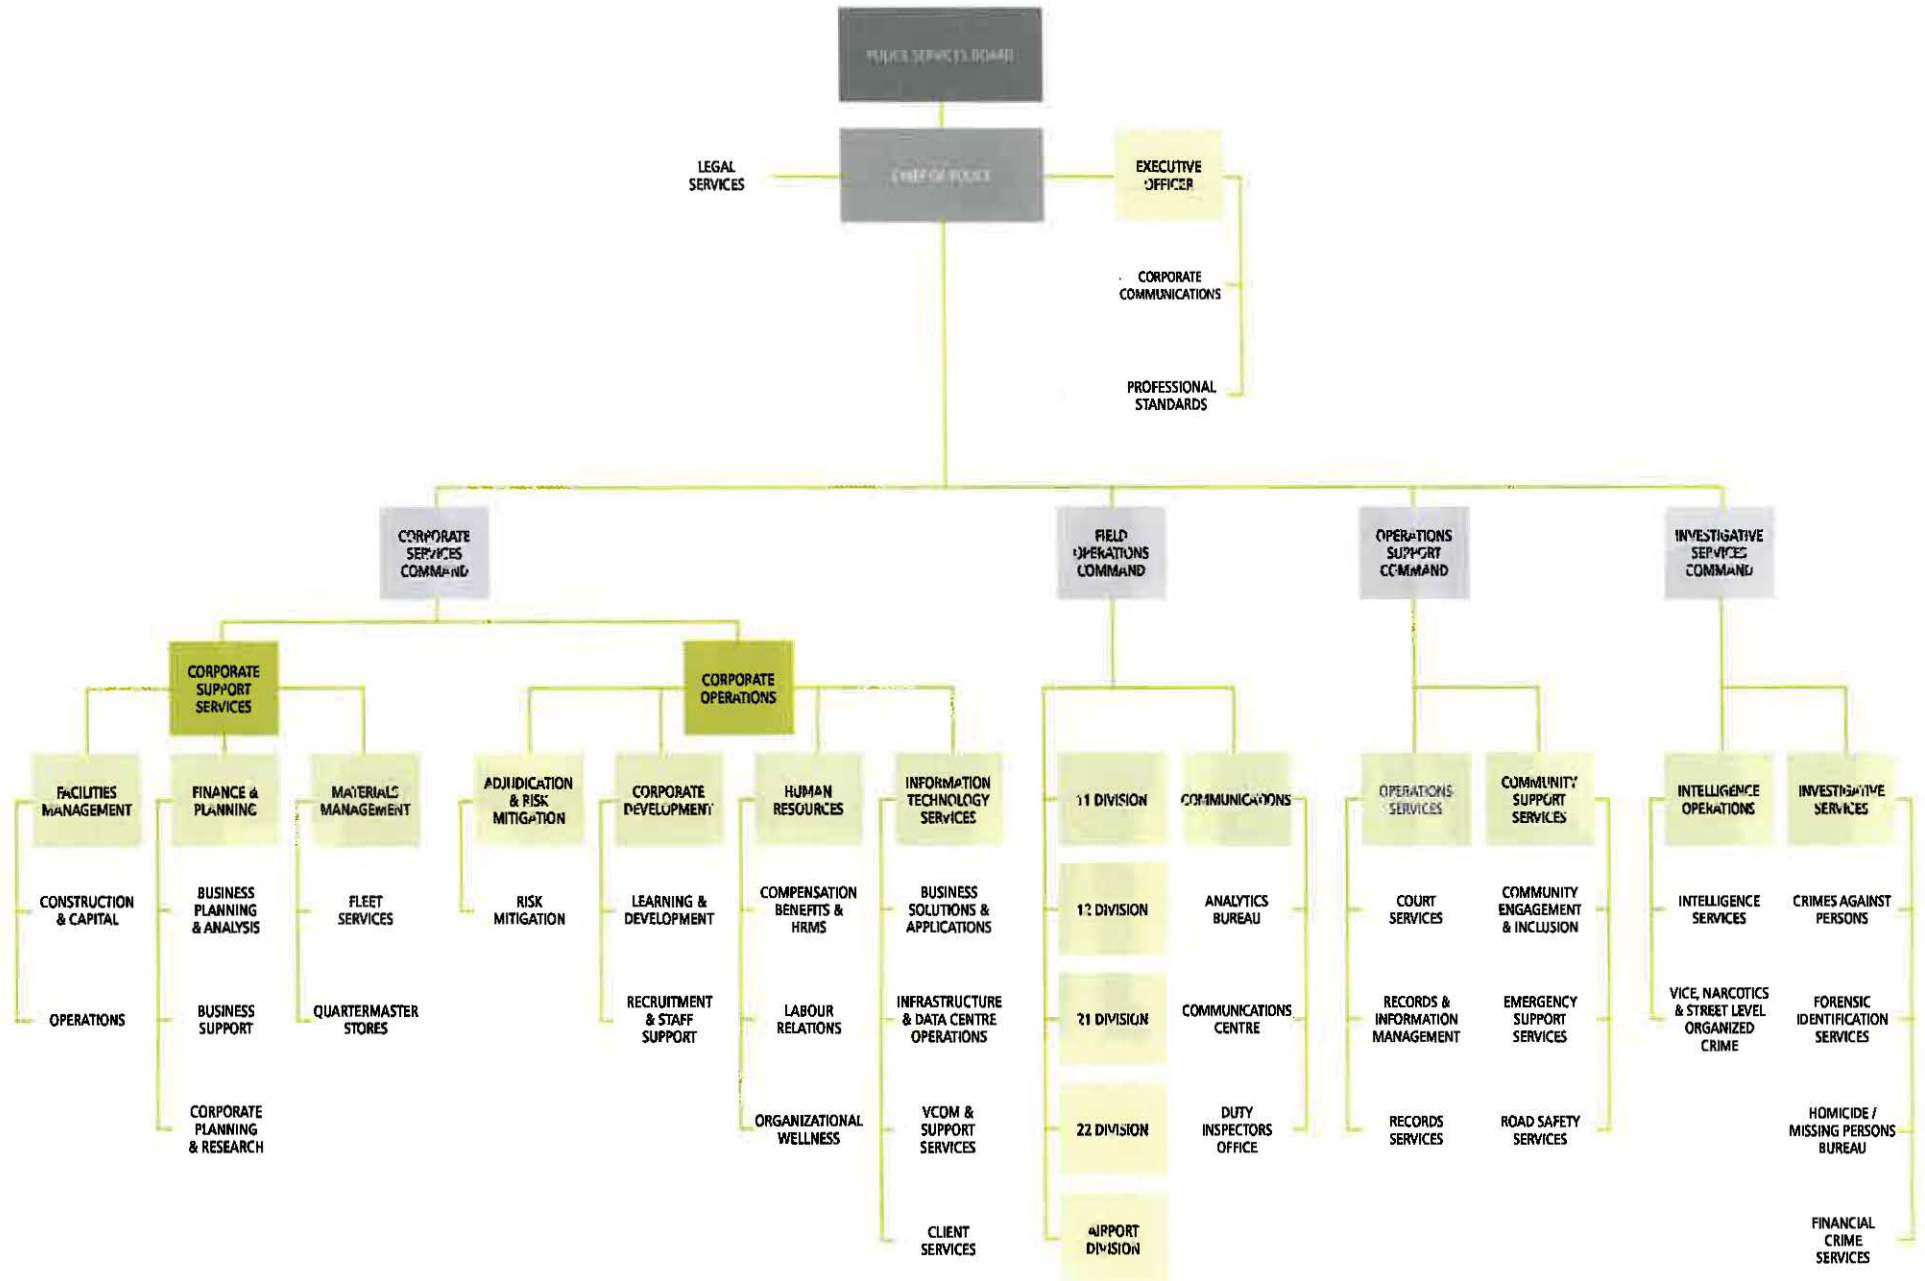 POLICE SERVICES BOARD
CHIEF OF POLICE
LEGAL
SERVICES
EXECUTIVE
OFFICER
CORPORATE
COMMUNICATIONS
PROFESSIONAL
STANDARDS
CORPORATE
SERVICES
COMMAND
FIELD
OPERATIONS
COMMAND
OPERATIONS
SUPPORT
COMMAND
INVESTIGATIVE
SERVICES
COMMAND
CORPORATE
SUPPORT
SERVICES
CORPORATE
OPERATIONS
FACILITIES
MANAGEMENT
CONSTRUCTION
& CAPITAL
OPERATIONS
FINANCE &
PLANNING
BUSINESS
PLANNING
& ANALYSIS
BUSINESS
SUPPORT
CORPORATE
PLANNING
& RESEARCH
MATERIALS
MANAGEMENT
FLEET
SERVICES
QUARTERMASTER
STORES
ADJUDICATION
& RISK
MITIGATION
RISK
MITIGATION
CORPORATE
DEVELOPMENT
LEARNING &
DEVELOPMENT
RECRUITMENT
& STAFF
SUPPORT
HUMAN
RESOURCES
COMPENSATION
BENEFITS &
HRMS
LABOUR
RELATIONS
ORGANIZATIONAL
WELLNESS
INFORMATION
TECHNOLOGY
SERVICES
BUSINESS
SOLUTIONS &
APPLICATIONS
INFRASTRUCTURE
& DATA CENTRE
OPERATIONS
VCOM &
SUPPORT
SERVICES
CLIENT
SERVICES
11 DIVISION
12 DIVISION
21 DIVISION
22 DIVISION
AIRPORT
DIVISION
COMMUNICATIONS
ANALYTICS
BUREAU
COMMUNICATIONS
CENTRE
DUTY
INSPECTORS
OFFICE
OPERATIONS
SERVICES
COURT
SERVICES
RECORDS &
INFORMATION
MANAGEMENT
RECORDS
SERVICES
COMMUNITY
SUPPORT
SERVICES
COMMUNITY
ENGAGEMENT
& INCLUSION
EMERGENCY
SUPPORT
SERVICES
ROAD SAFETY
SERVICES
INTELLIGENCE
OPERATIONS
INTELLIGENCE
SERVICES
VICE, NARCOTICS
& STREET LEVEL
ORGANIZED
CRIME
INVESTIGATIVE
SERVICES
CRIMES AGAINST
PERSONS
FORENSIC
IDENTIFICATION
SERVICES
HOMICIDE /
MISSING PERSONS
BUREAU
FINANCIAL
CRIME
SERVICES